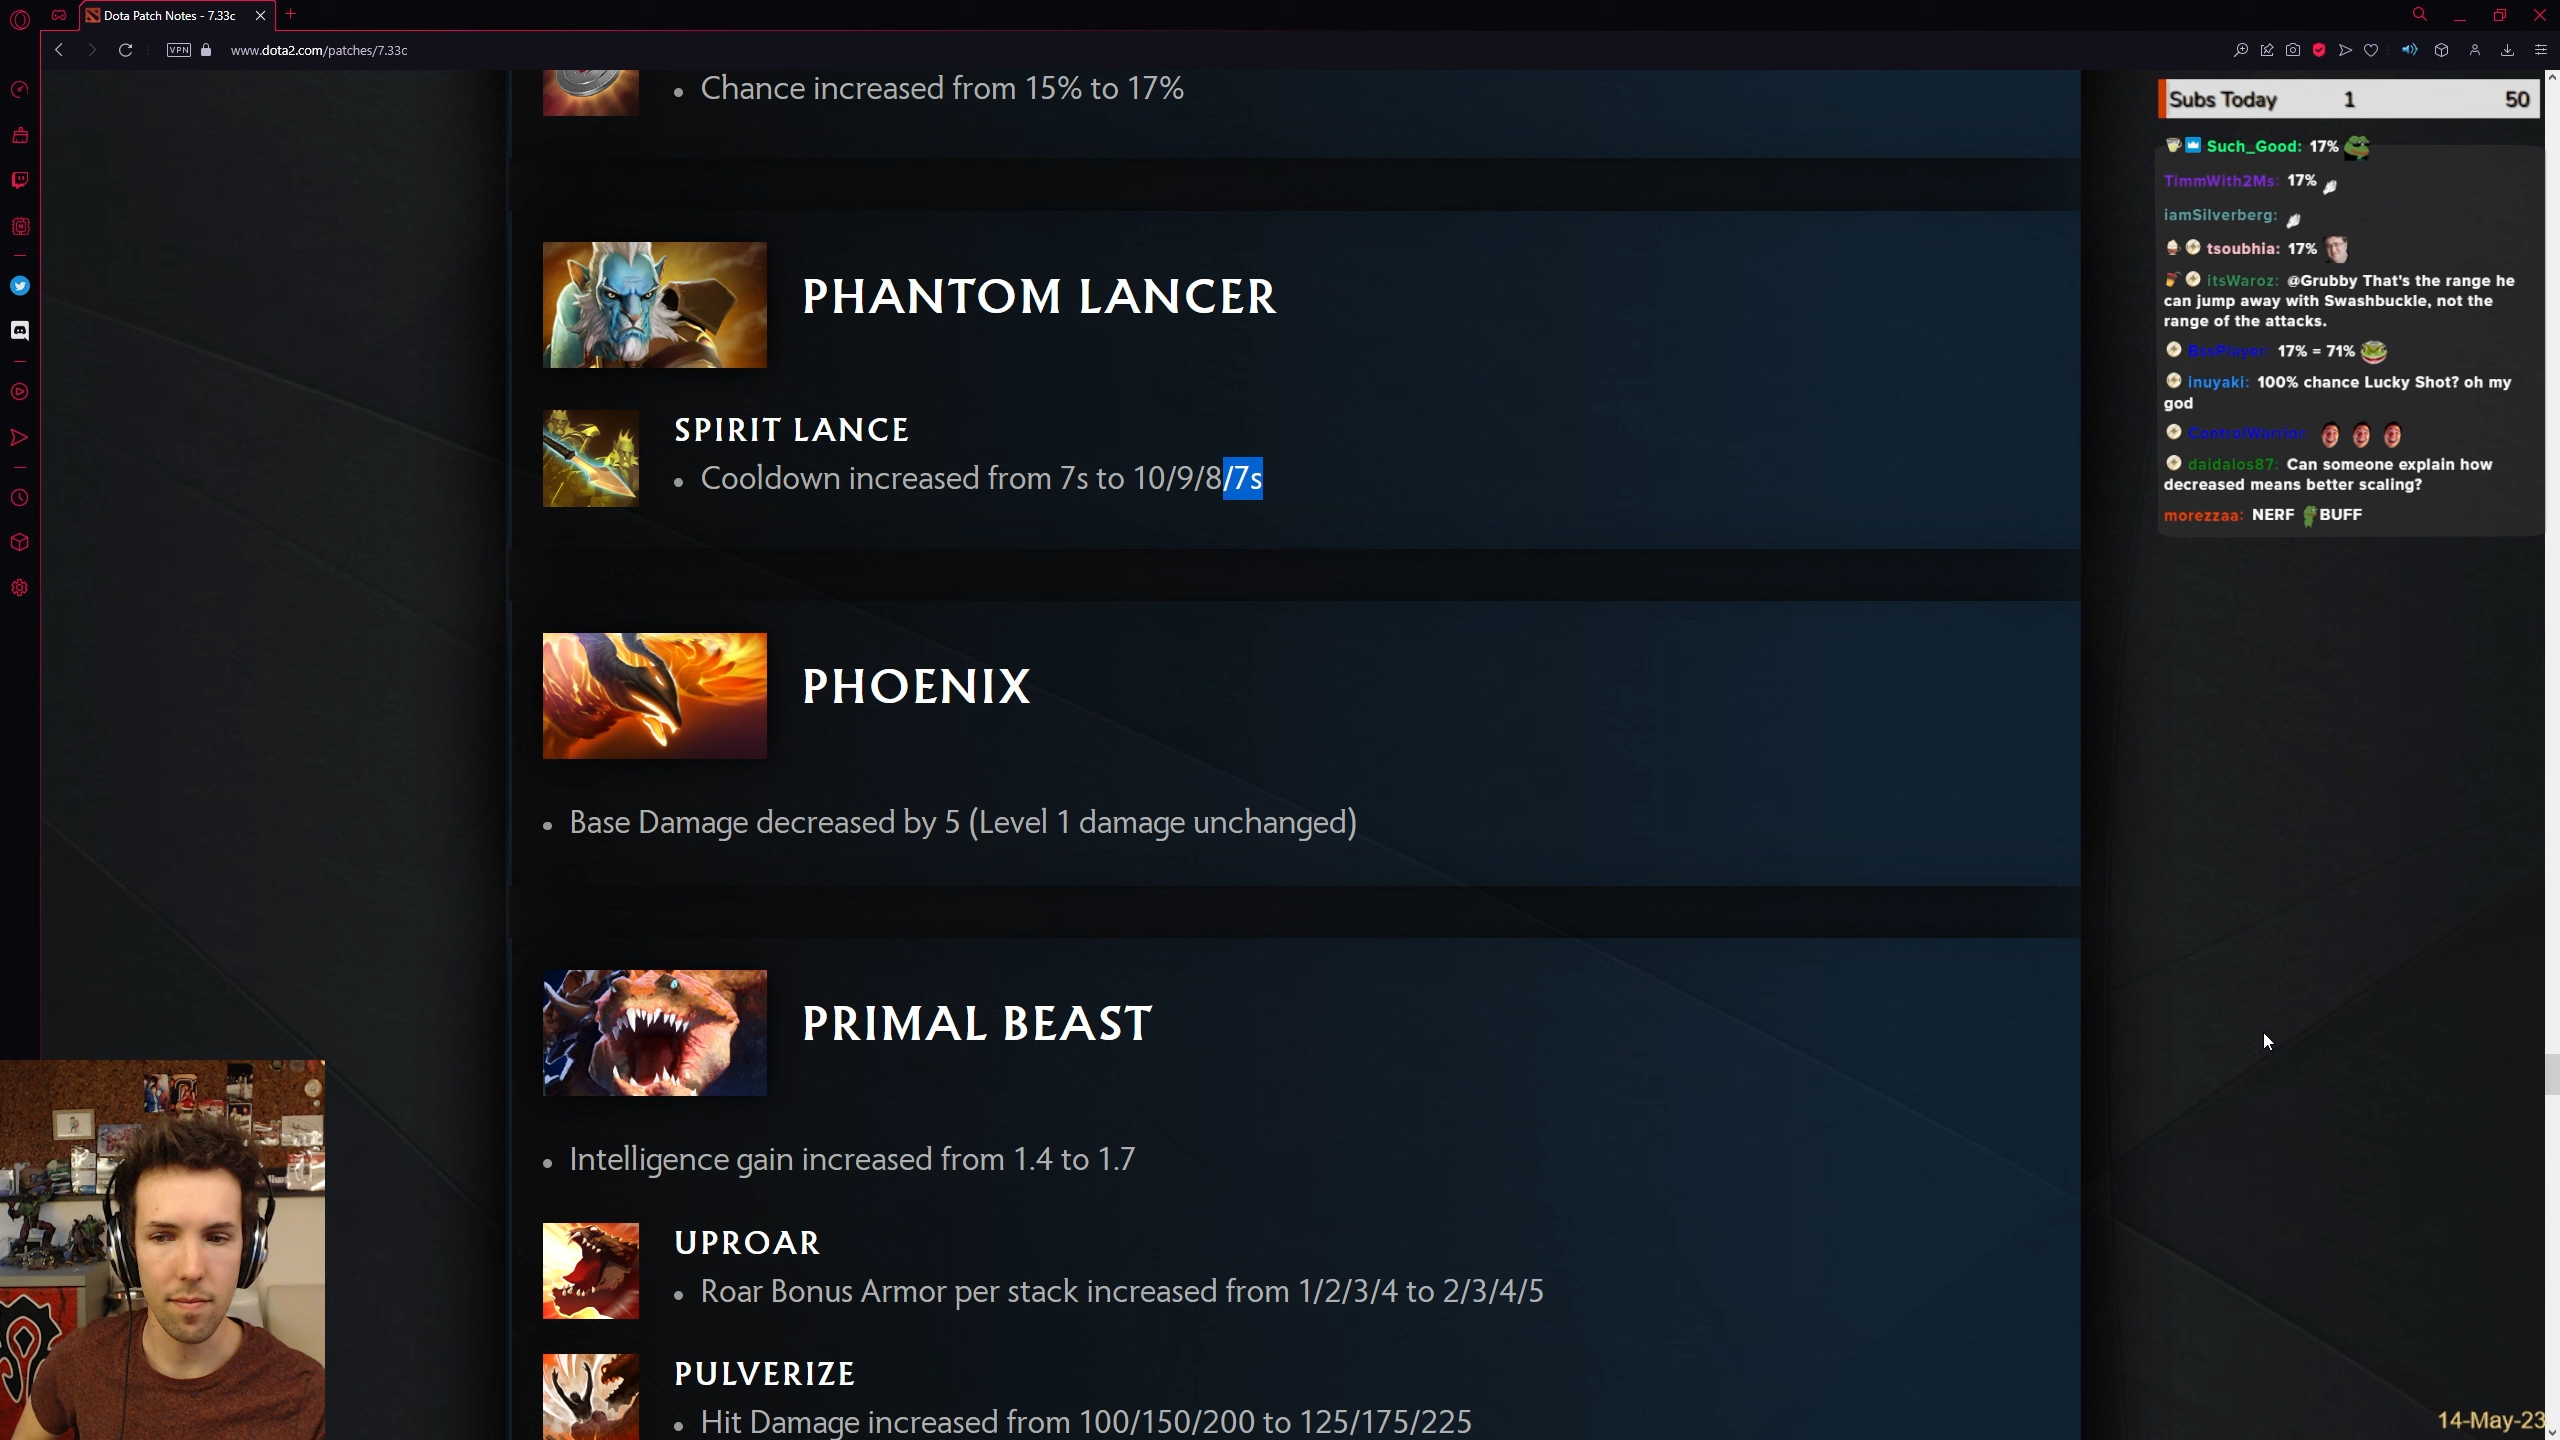 Dota Patch Notes - 7.33c
VPN
www.dota2.com/patches/7.33c
Chance increased from 15% to 17%
PHANTOM LANCER
SPIRIT LANCE
Cooldown increased from 7s to 10/9/8/7s
PHOENIX
Base Damage decreased by 5 (Level 1 damage unchanged)
PRIMAL BEAST
Intelligence gain increased from 1.4 to 1.7
UPROAR
Roar Bonus Armor per stack increased from 1/2/3/4 to 2/3/4/5
PULVERIZE
Hit Damage increased from 100/150/200 to 125/175/225
Subs Today 1 50
Such_Good: 17%
TimmWith2Ms: 17%
iamSilverberg:
tsoubhia: 17%
itsWaroz: @Grubby That's the range he
can jump away with Swashbuckle, not the
range of the attacks.
BssPlayer: 17% = 71%
inuyaki: 100% chance Lucky Shot? oh my
god
ControlWarrior:
daidalos87: Can someone explain how
decreased means better scaling?
morezzaa: NERF BUFF
14-May-23